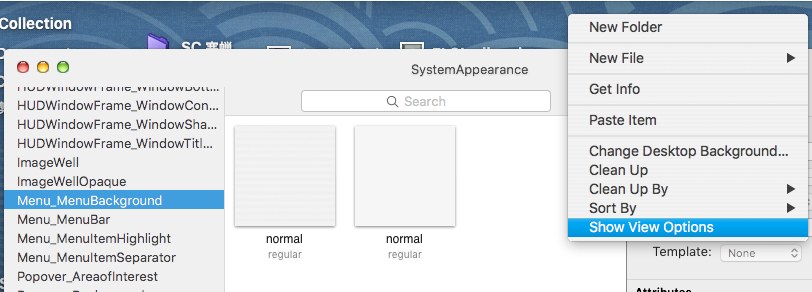 Collection
SC 塞
SystemAppearance
Search
HUDWindowFrame_WindowBott...
HUDWindowFrame_WindowCon...
HUDWindowFrame_WindowSha...
HUDWindowFrame_WindowTitl...
ImageWell
ImageWellOpaque
Menu_MenuBackground
Menu_MenuBar
Menu_MenuItemHighlight
Menu_MenuItemSeparator
Popover_AreaofInterest
normal
regular
normal
regular
New Folder
New File
Get Info
Paste Item
Change Desktop Background...
Clean Up
Clean Up By
Sort By
Show View Options
Template: None
Attributes